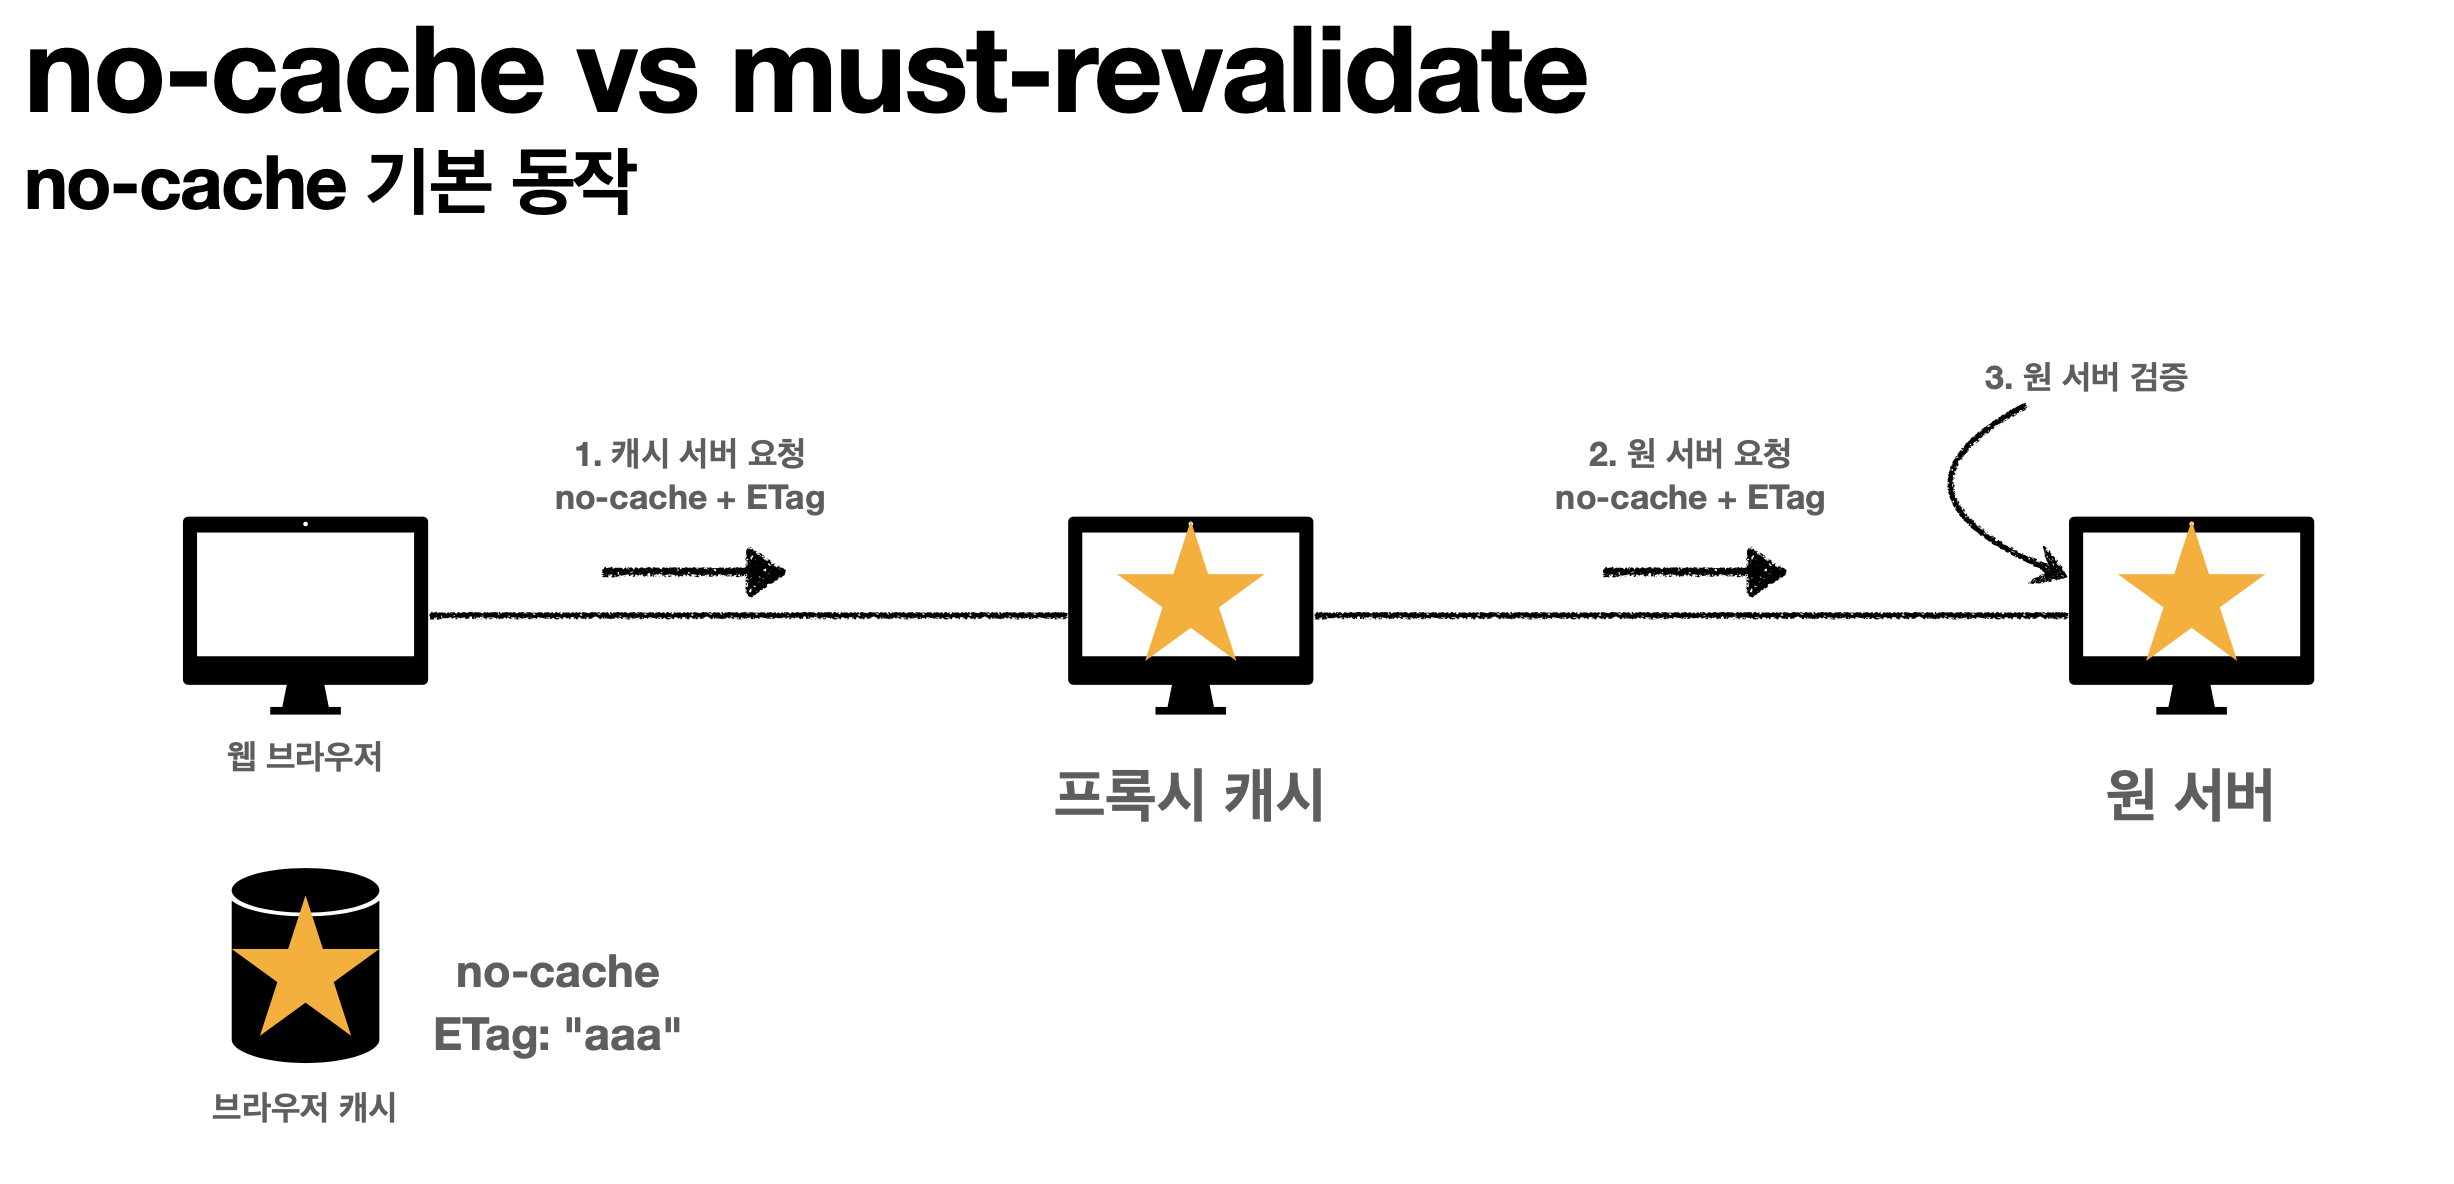 no-cache vs must-revalidate
no-cache 기본 동작
3. 원 서버 검증
1. 캐시 서버 요청
no-cache + ETag
2. 원 서버 요청
no-cache + ETag
웹 브라우저
프록시 캐시
원 서버
no-cache
ETag: "aaa"
브라우저 캐시